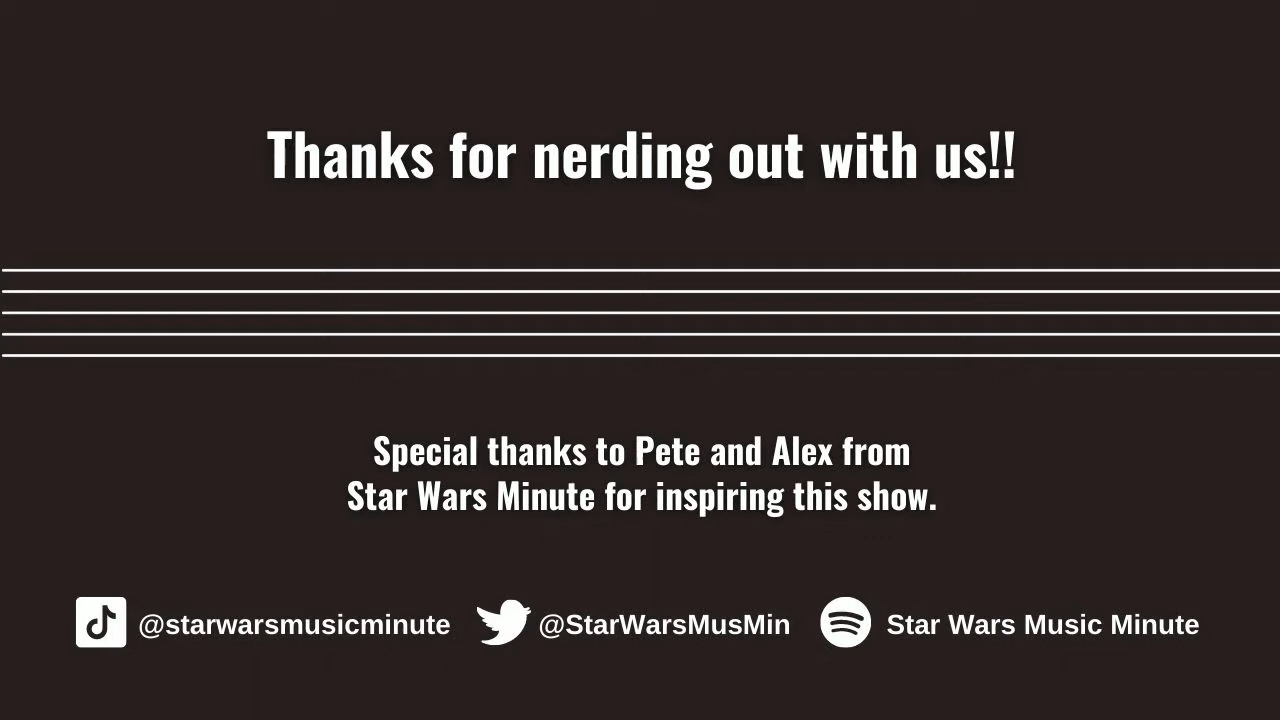 Thanks for nerding out with us!!
Special thanks to Pete and Alex from
Star Wars Minute for inspiring this show.
@starwarsmusicminute @StarWarsMusMin Star Wars Music Minute